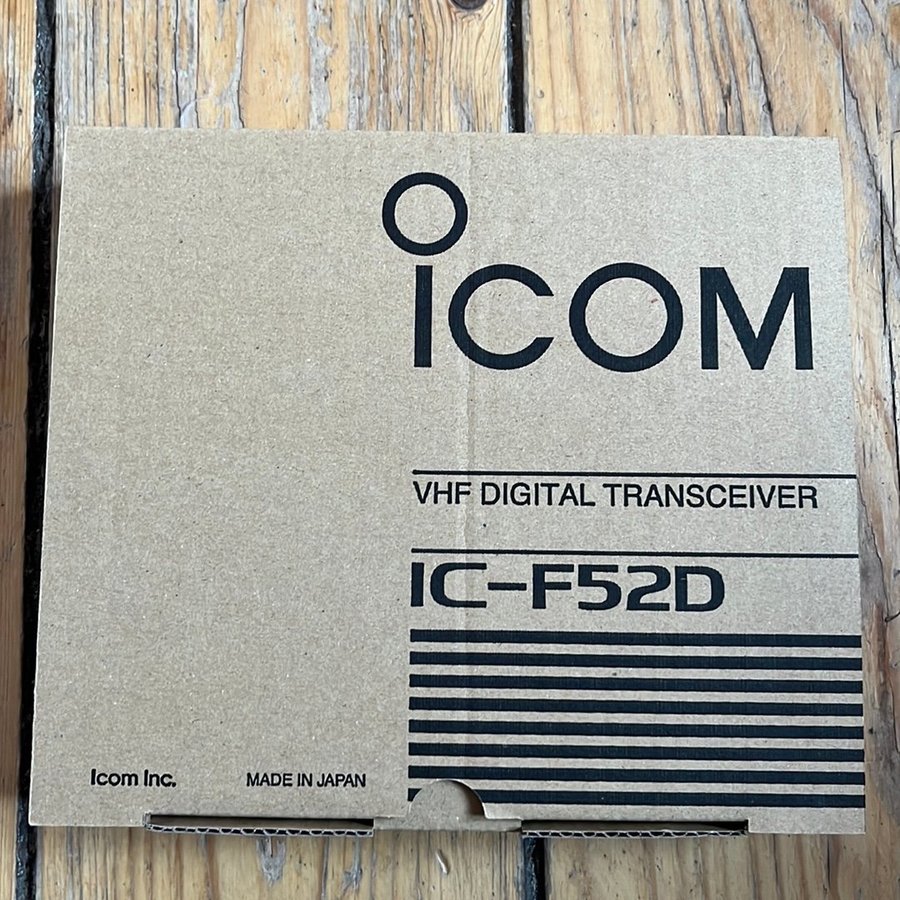 ICOM
VHF DIGITAL TRANSCEIVER
IC-F52D
Icom Inc. MADE IN JAPAN